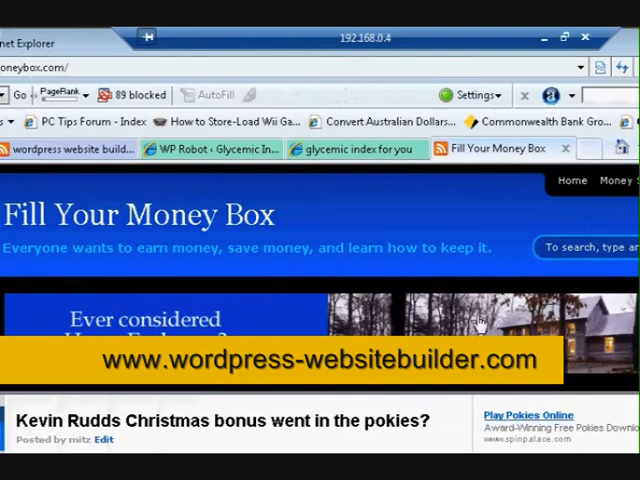 net Explorer
192.168.0.4
oneybox.com/
Go
PageRank
89 blocked
AutoFill
Settings
PC Tips Forum - Index
How to Store-Load Wii Ga...
Convert Australian Dollars...
Commonwealth Bank Gro...
wordpress website build...
WP Robot ‹ Glycemic In...
glycemic index for you
Fill Your Money Box
Home
Money S
Fill Your Money Box
Everyone wants to earn money, save money, and learn how to keep it.
To search, type an
Ever considered
www.wordpress-websitebuilder.com
Kevin Rudds Christmas bonus went in the pokies?
Posted by mitz Edit
Play Pokies Online
Award-Winning Free Pokies Downlo
www.spinpalace.com